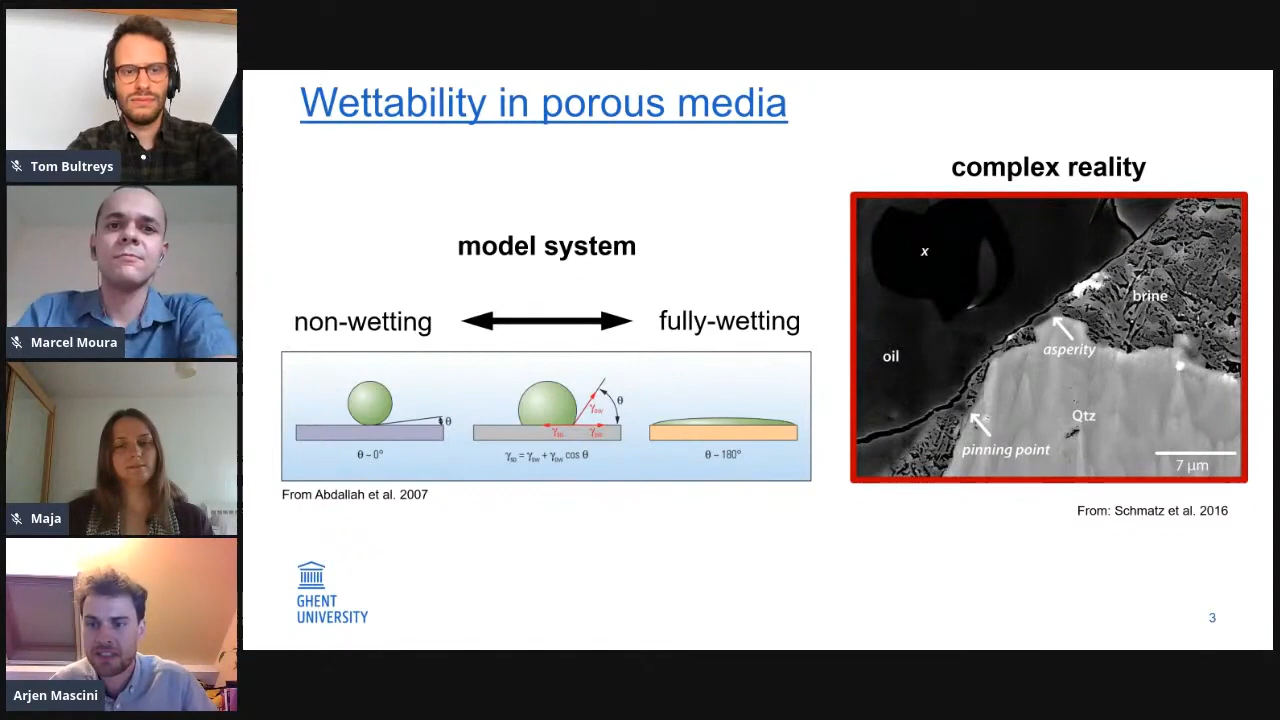 Tom Bultreys
Marcel Moura
Maja
Arjen Mascini
Wettability in porous media
complex reality
model system
non-wetting
fully-wetting
θ
θ ~ 0°
γSO = γBW + γOW cos θ
θ ~ 180°
From Abdallah et al. 2007
x
oil
brine
asperity
Qtz
pinning point
7 µm
From: Schmatz et al. 2016
GHENT
UNIVERSITY
3